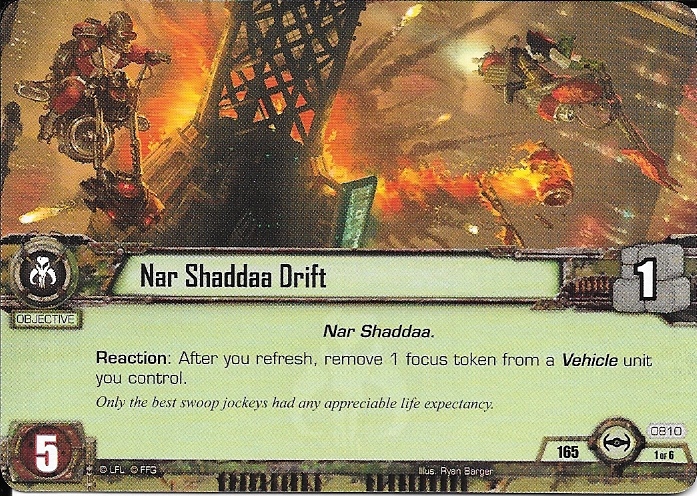 Nar Shaddaa Drift
1
OBJECTIVE
Nar Shaddaa.
Reaction: After you refresh, remove 1 focus token from a Vehicle unit
you control.
Only the best swoop jockeys had any appreciable life expectancy.
5
0810
165
1 of 6
© LFL © FFG
Illus. Ryan Barger